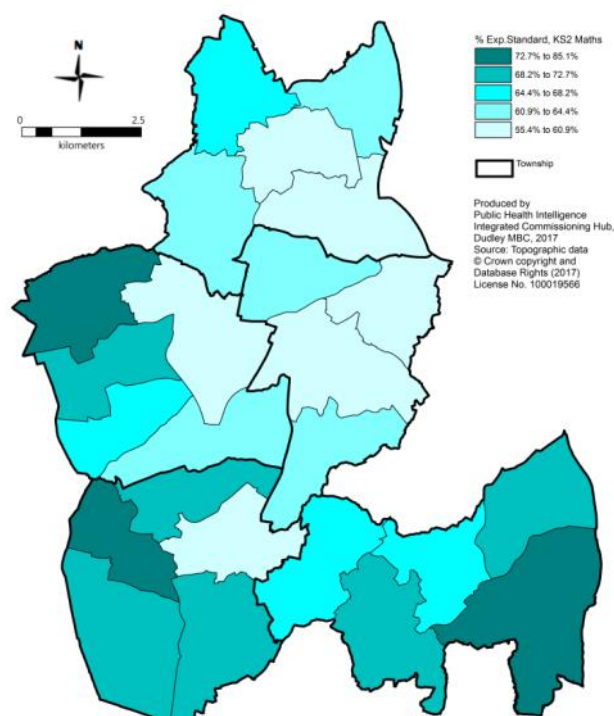 N
0 2.5
kilometers
% Exp.Standard, KS2 Maths
72.7% to 85.1%
68.2% to 72.7%
64.4% to 68.2%
60.9% to 64.4%
55.4% to 60.9%
Township
Produced by
Public Health Intelligence
Integrated Commissioning Hub,
Dudley MBC, 2017
Source: Topographic data
© Crown copyright and
Database Rights (2017)
License No. 100019566